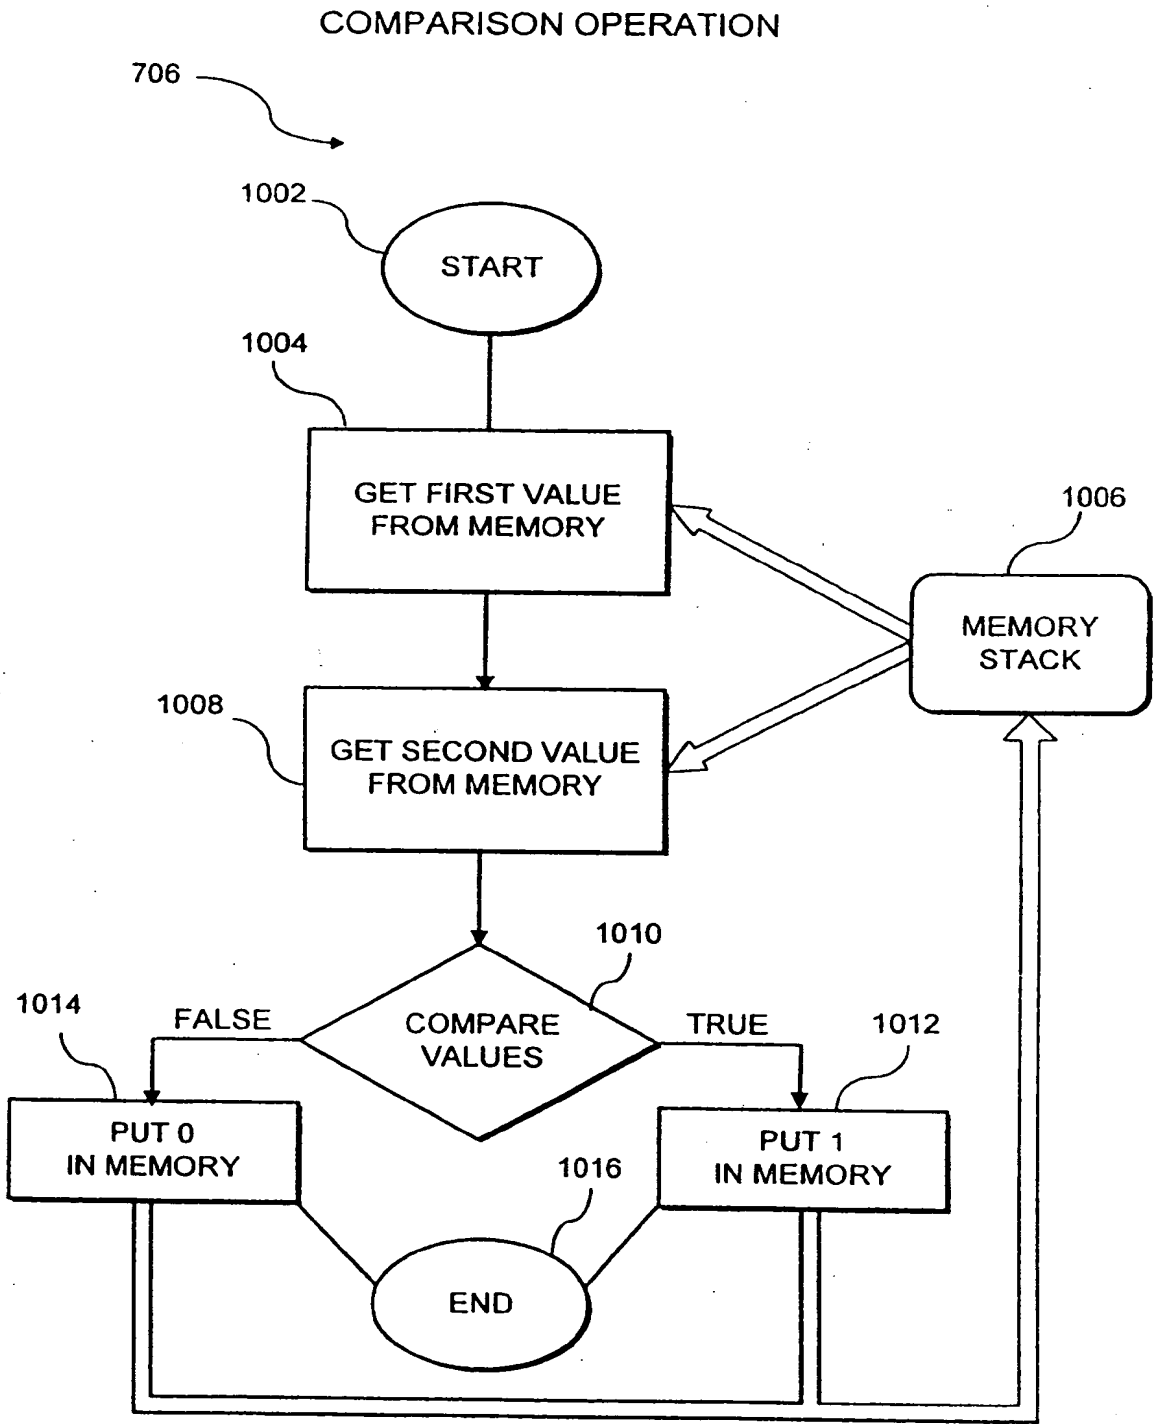 COMPARISON OPERATION
706
1002
START
1004
GET FIRST VALUE
FROM MEMORY
1006
MEMORY
STACK
1008
GET SECOND VALUE
FROM MEMORY
1010
COMPARE
VALUES
FALSE
TRUE
1014
PUT 0
IN MEMORY
1012
PUT 1
IN MEMORY
1016
END